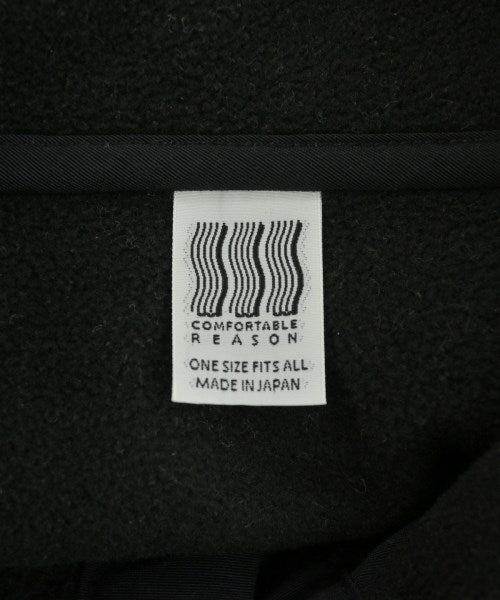 COMFORTABLE
REASON
ONE SIZE FITS ALL
MADE IN JAPAN